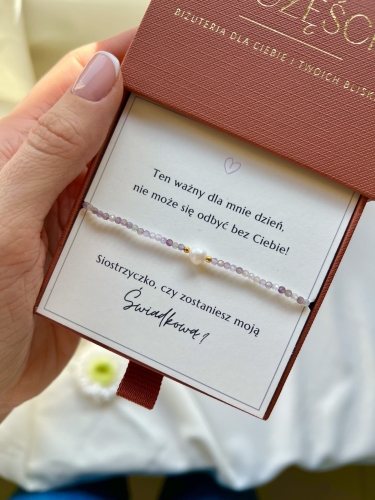 BIŻUTERIA DLA CIEBIE I TWOICH BLISK
Ten ważny dla mnie dzień,
nie może się odbyć bez Ciebie!
Siostrzyczko, czy zostaniesz moją
Świadkową?